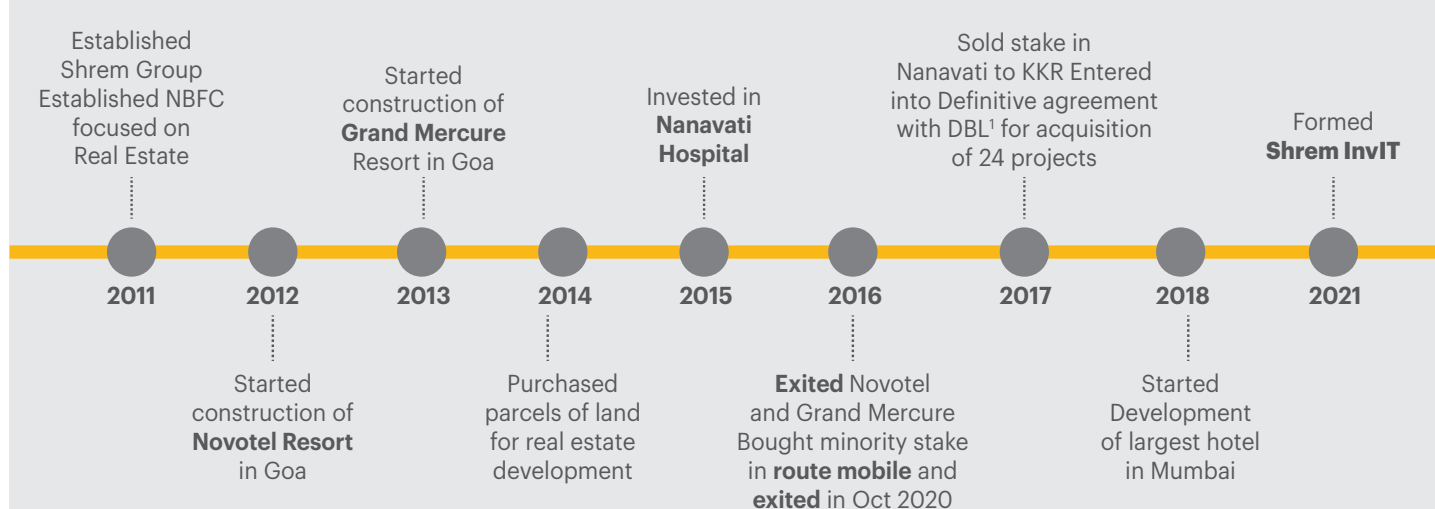 Established
Shrem Group
Established NBFC
focused on
Real Estate
Started
construction of
Grand Mercure
Resort in Goa
Invested in
Nanavati
Hospital
Sold stake in
Nanavati to KKR Entered
into Definitive agreement
with DBL¹ for acquisition
of 24 projects
Formed
Shrem InvIT
2011
2012
2013
2014
2015
2016
2017
2018
2021
Started
construction of
Novotel Resort
in Goa
Purchased
parcels of land
for real estate
development
Exited Novotel
and Grand Mercure
Bought minority stake
in route mobile and
exited in Oct 2020
Started
Development
of largest hotel
in Mumbai